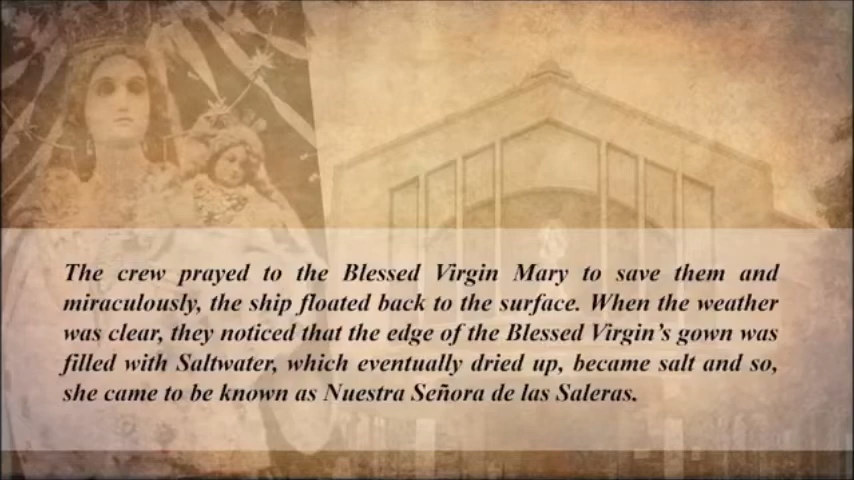 The crew prayed to the Blessed Virgin Mary to save them and
miraculously, the ship floated back to the surface. When the weather
was clear, they noticed that the edge of the Blessed Virgin's gown was
filled with Saltwater, which eventually dried up, became salt and so,
she came to be known as Nuestra Señora de las Saleras.